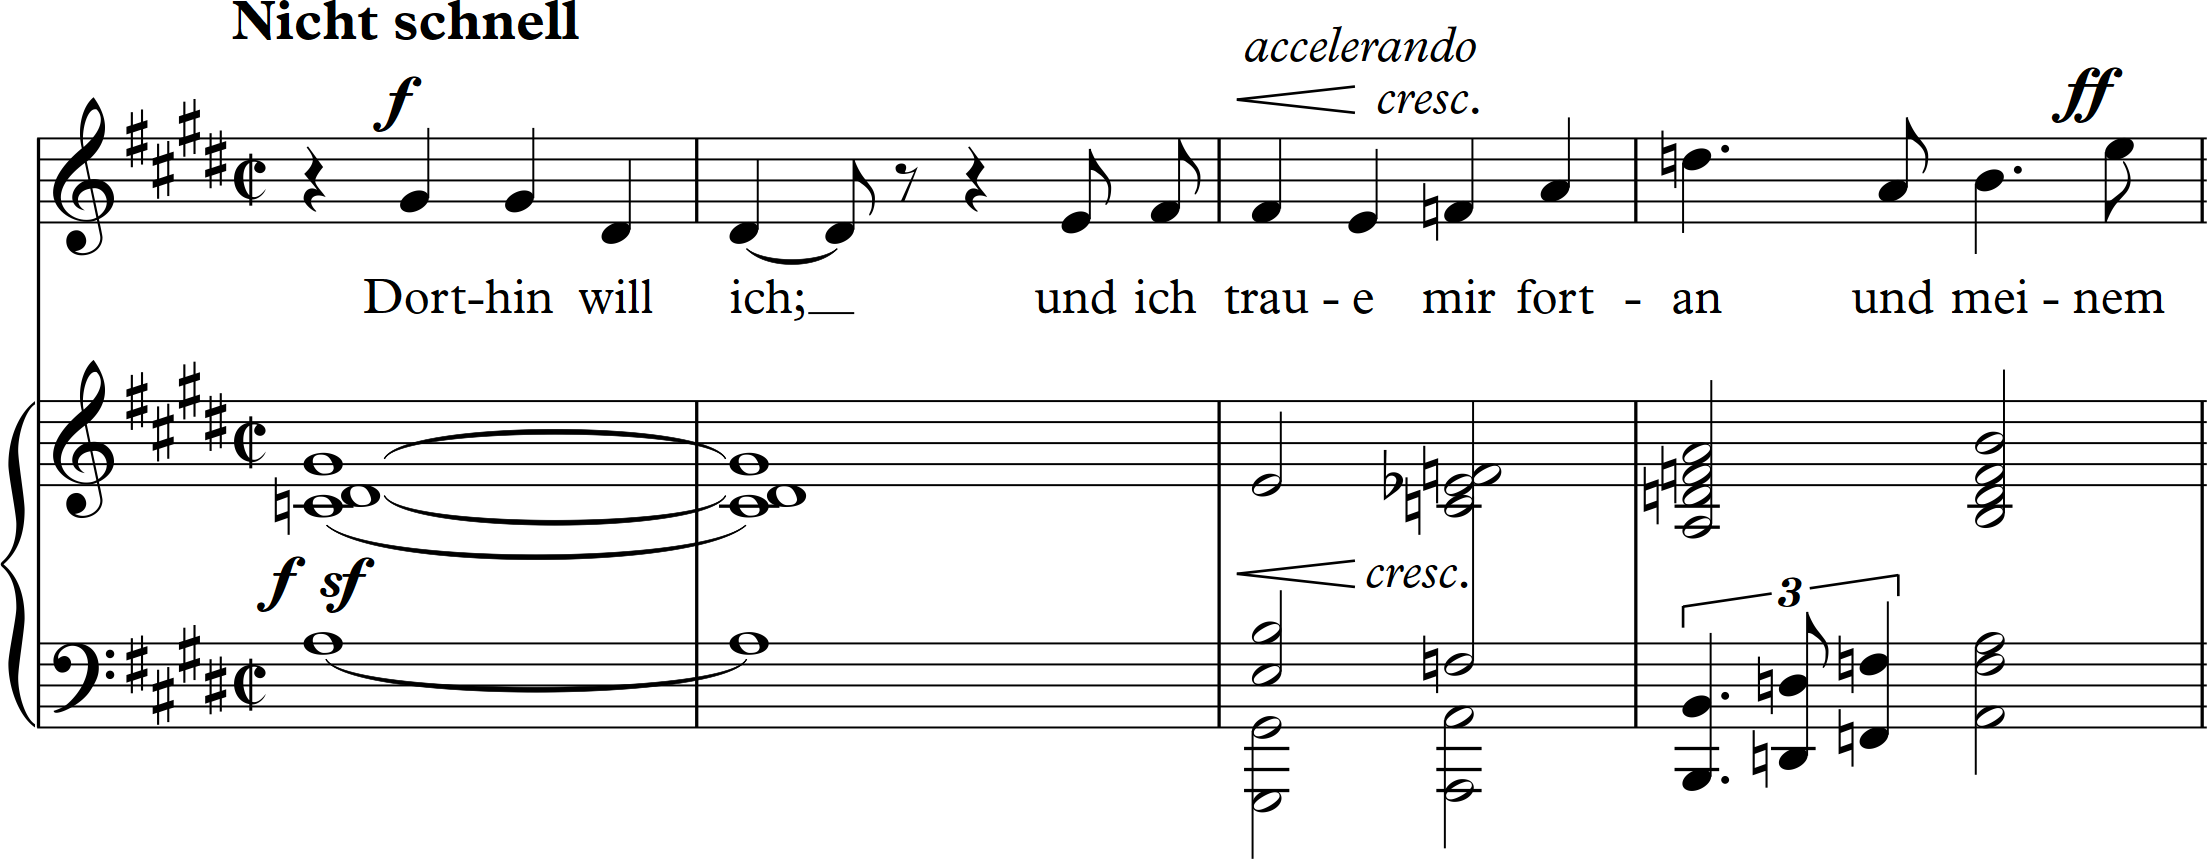 Nicht schnell
accelerando
f cresc. ff
Dort-hin will ich;__ und ich trau - e mir fort - an und mei - nem
f sf cresc.
3